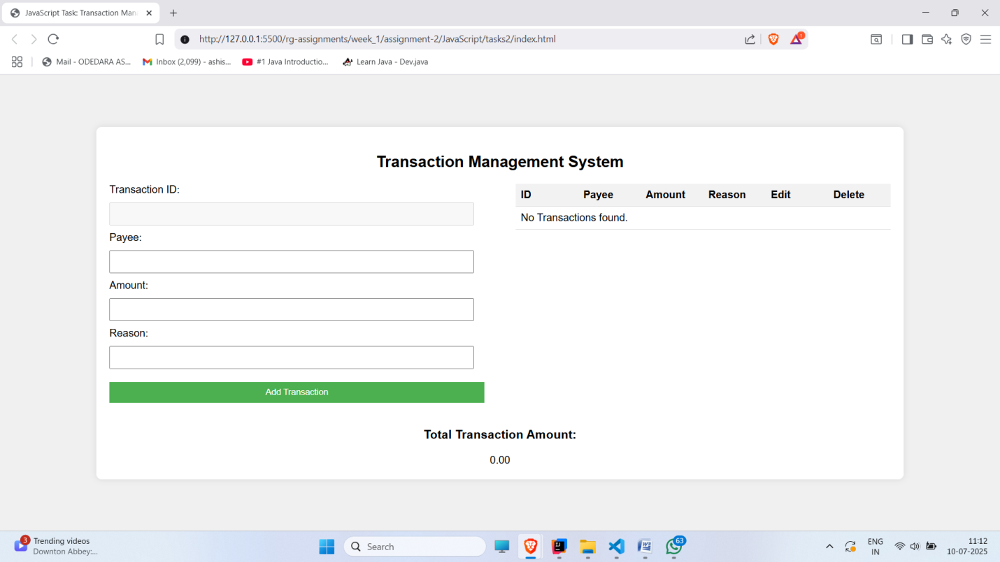 JavaScript Task: Transaction Man
http://127.0.0.1:5500/rg-assignments/week_1/assignment-2/JavaScript/tasks2/index.html
1
Mail - ODEDARA AS...
Inbox (2,099) - ashis...
#1 Java Introductio...
Learn Java - Dev.java
Transaction Management System
Transaction ID:
Payee:
Amount:
Reason:
Add Transaction
ID Payee Amount Reason Edit Delete
No Transactions found.
Total Transaction Amount:
0.00
3
Trending videos
Downton Abbey:...
Search
63
ENG
IN
11:12
10-07-2025